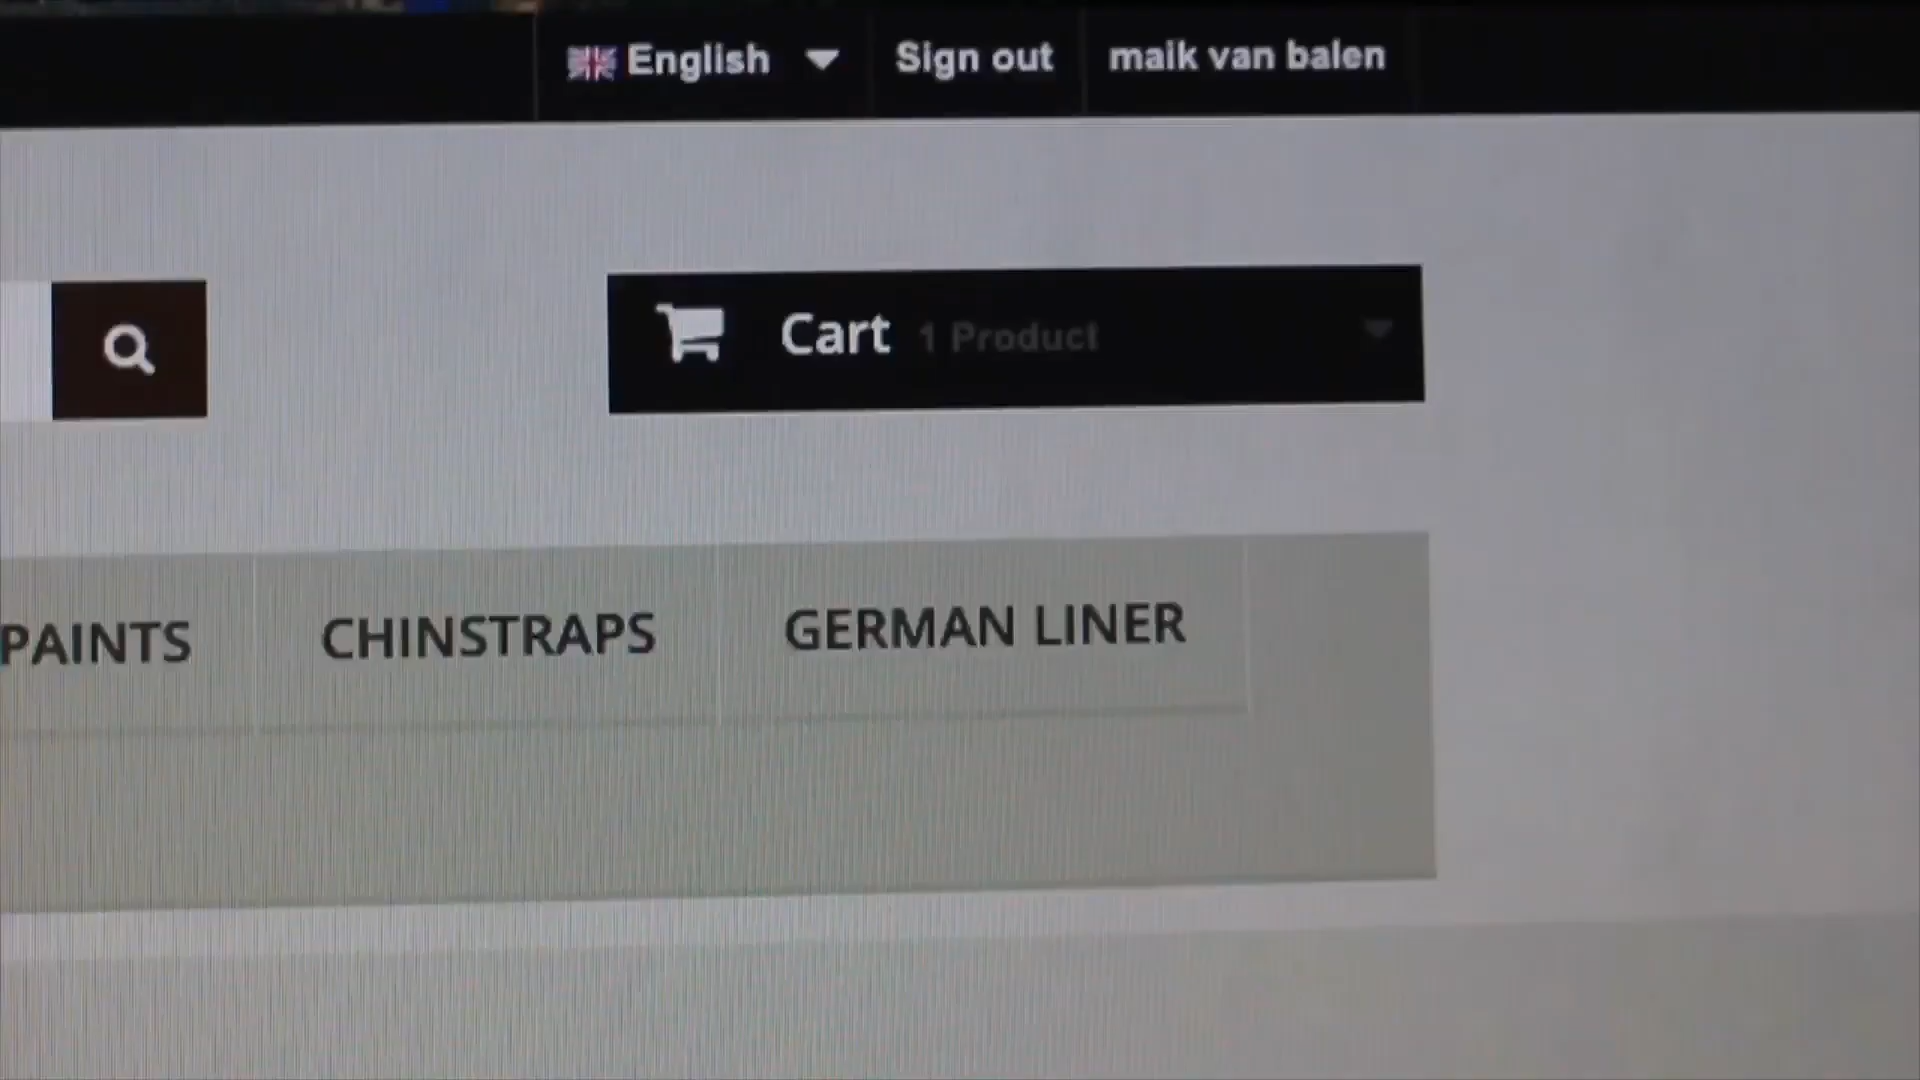 English Sign out maik van balen
Cart 1 Product
PAINTS CHINSTRAPS GERMAN LINER